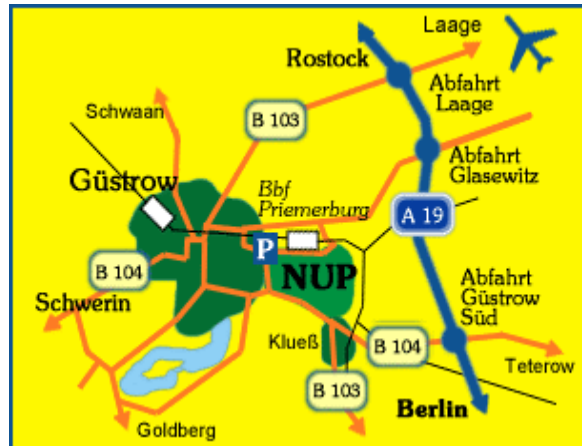 Laage
Rostock
Abfahrt
Laage
Schwaan
B 103
Abfahrt
Glasewitz
Güstrow
Bbf
Priemerburg
A 19
P
NUP
B 104
Schwerin
Abfahrt
Güstrow
Süd
Klueß
B 104
Teterow
B 103
Berlin
Goldberg